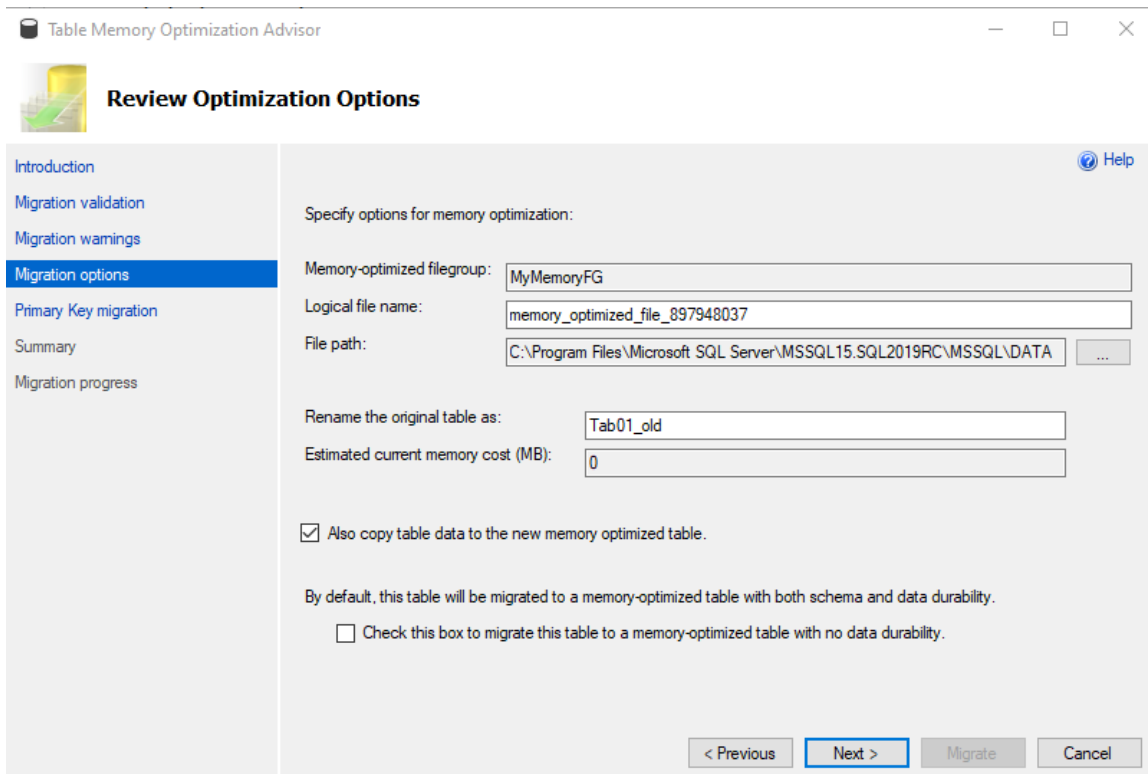 Table Memory Optimization Advisor
Review Optimization Options
Introduction
Migration validation
Migration warnings
Migration options
Primary Key migration
Summary
Migration progress
Help
Specify options for memory optimization:
Memory-optimized filegroup: MyMemoryFG
Logical file name: memory_optimized_file_897948037
File path: C:\Program Files\Microsoft SQL Server\MSSQL15.SQL2019RC\MSSQL\DATA ...
Rename the original table as: Tab01_old
Estimated current memory cost (MB): 0
Also copy table data to the new memory optimized table.
By default, this table will be migrated to a memory-optimized table with both schema and data durability.
Check this box to migrate this table to a memory-optimized table with no data durability.
< Previous Next > Migrate Cancel